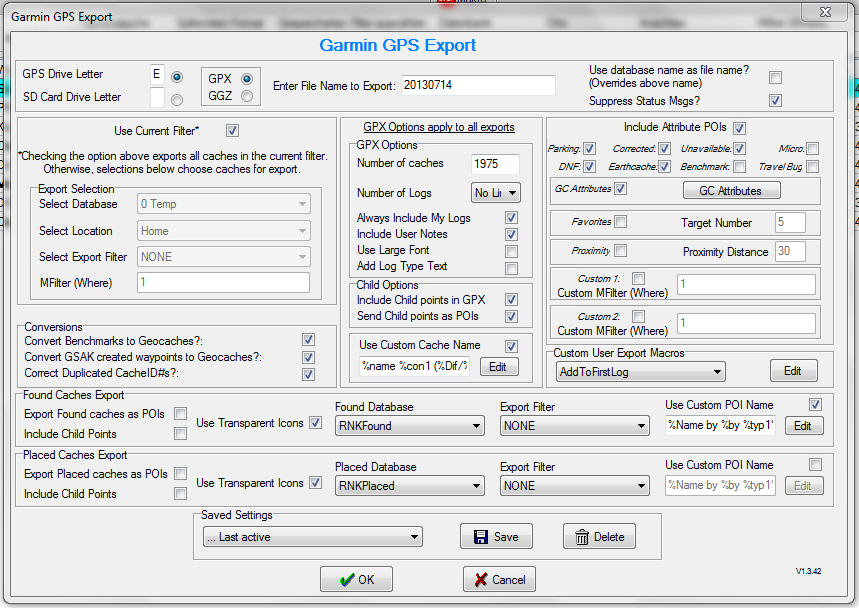 Garmin GPS Export
Garmin GPS Export
GPS Drive Letter E
SD Card Drive Letter
GPX
GGZ
Enter File Name to Export: 20130714
Use database name as file name?
(Overrides above name)
Suppress Status Msgs?
Use Current Filter*
*Checking the option above exports all caches in the current filter.
Otherwise, selections below choose caches for export.
Export Selection
Select Database 0 Temp
Select Location Home
Select Export Filter NONE
MFilter (Where) 1
Conversions
Convert Benchmarks to Geocaches?:
Convert GSAK created waypoints to Geocaches?:
Correct Duplicated CacheID#s?:
GPX Options apply to all exports
GPX Options
Number of caches 1975
Number of Logs No Li
Always Include My Logs
Include User Notes
Use Large Font
Add Log Type Text
Child Options
Include Child points in GPX
Send Child points as POIs
Use Custom Cache Name
%name %con1 (%Dif/% Edit
Include Attribute POIs
Parking: Corrected: Unavailable: Micro:
DNF: Earthcache: Benchmark: Travel Bug
GC Attributes GC Attributes
Favorites Target Number 5
Proximity Proximity Distance 30
Custom 1:
Custom MFilter (Where) 1
Custom 2:
Custom MFilter (Where) 1
Custom User Export Macros
AddToFirstLog Edit
Found Caches Export
Export Found caches as POIs
Include Child Points
Use Transparent Icons
Found Database
RNKFound
Export Filter
NONE
Use Custom POI Name
%Name by %by %typ1' Edit
Placed Caches Export
Export Placed caches as POIs
Include Child Points
Use Transparent Icons
Placed Database
RNKPlaced
Export Filter
NONE
Use Custom POI Name
%Name by %by %typ1' Edit
Saved Settings
... Last active Save Delete
OK Cancel
V1.3.42